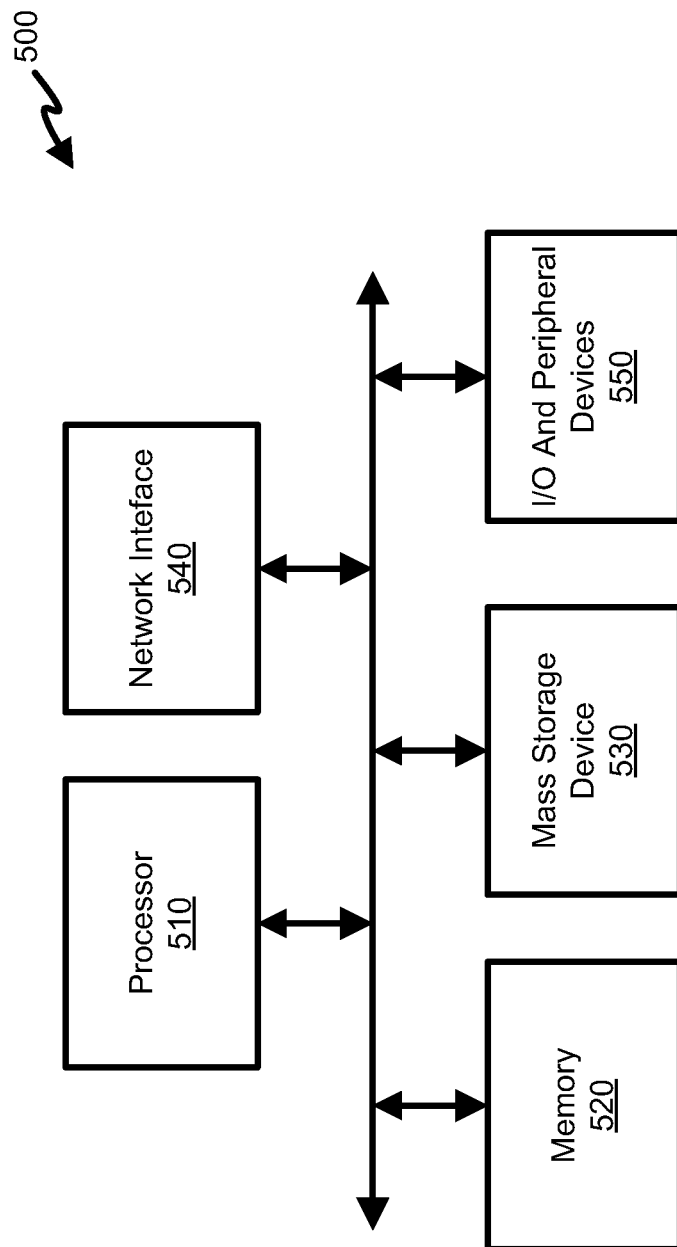 500
Processor
510
Network Inteface
540
Memory
520
Mass Storage
Device
530
I/O And Peripheral
Devices
550